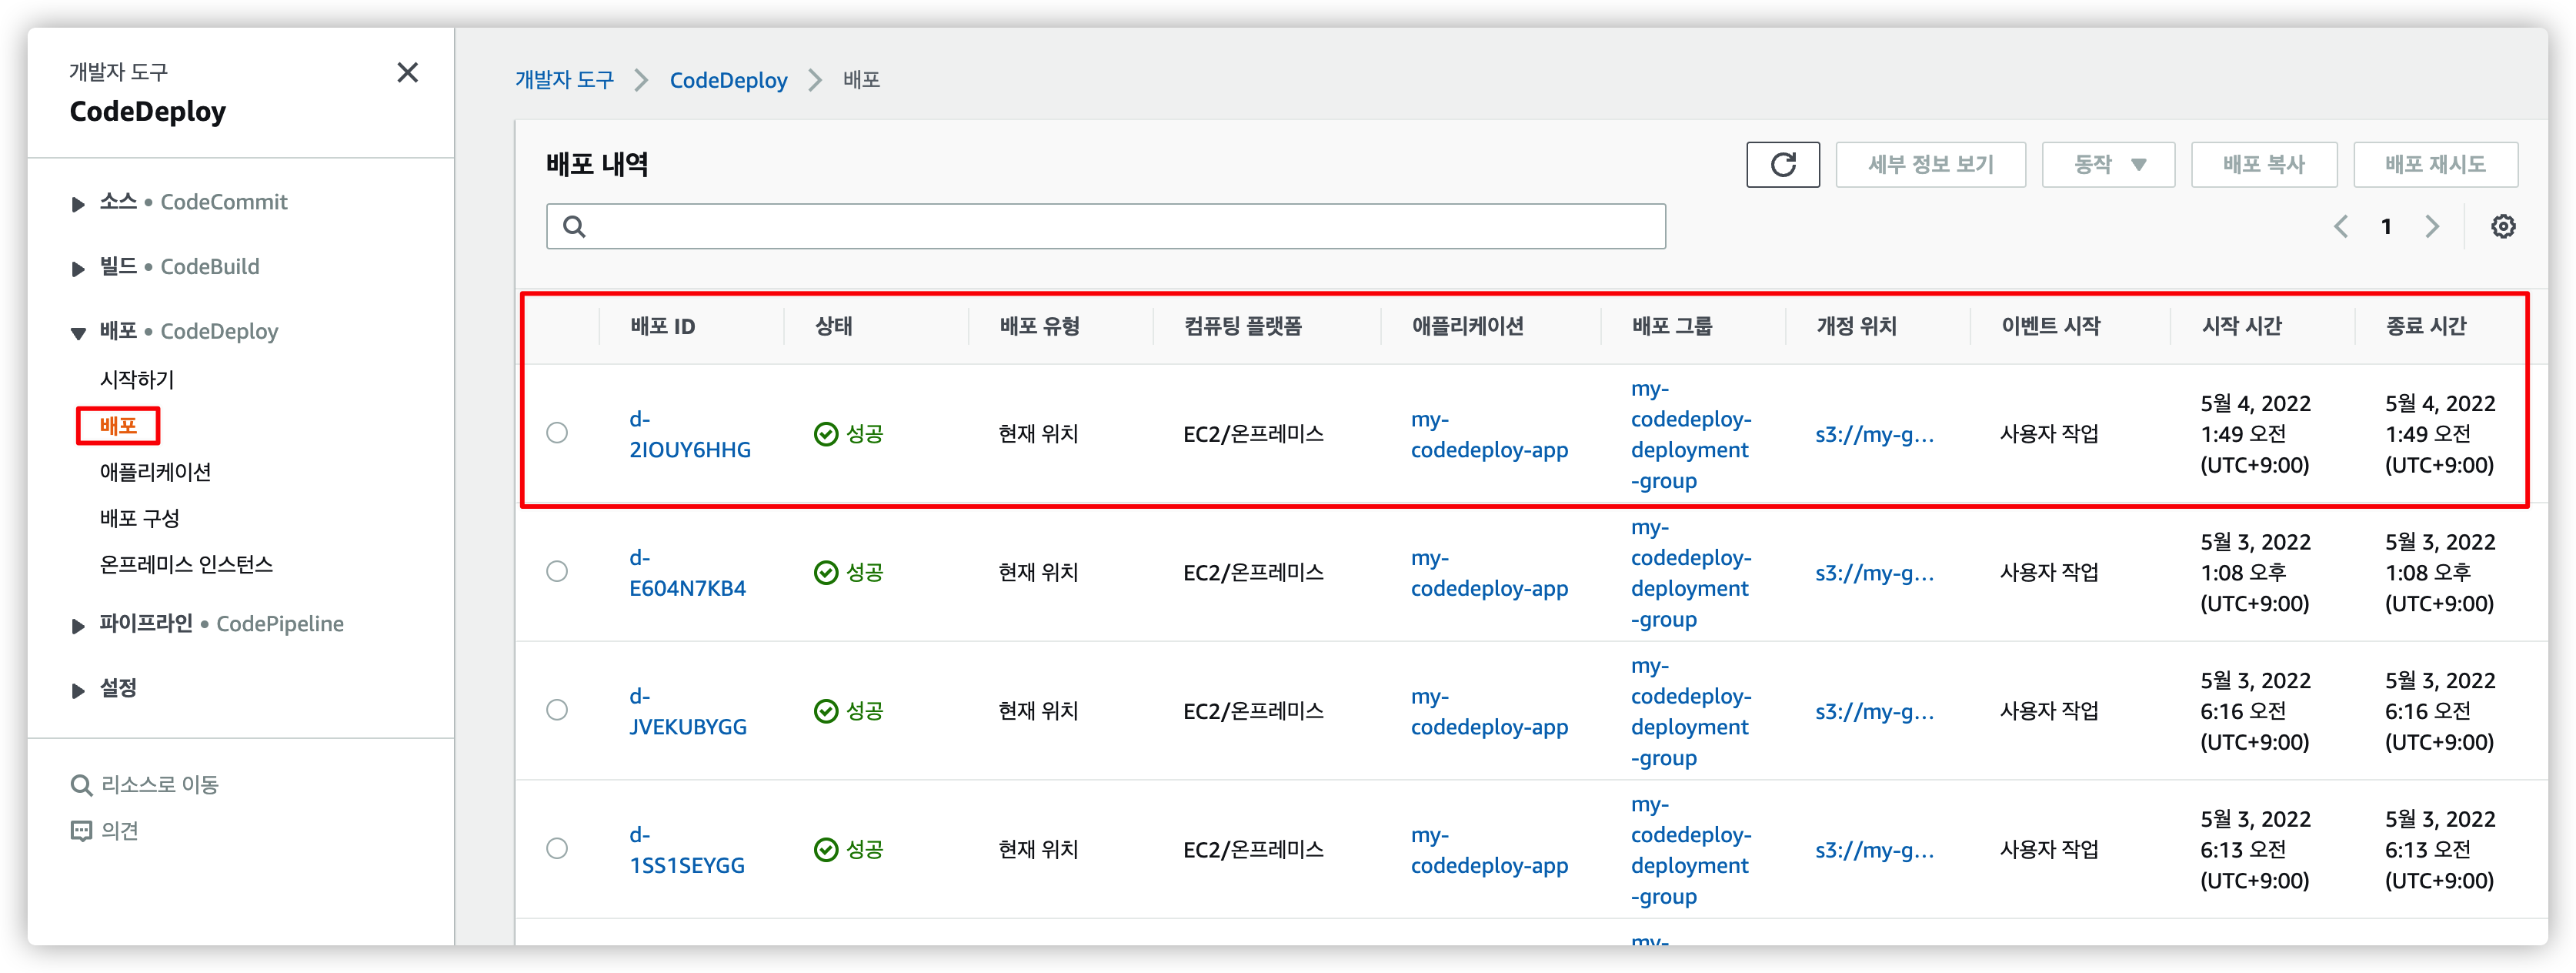 개발자 도구
CodeDeploy
소스 • CodeCommit
빌드 • CodeBuild
배포 • CodeDeploy
시작하기
배포
애플리케이션
배포 구성
온프레미스 인스턴스
파이프라인 • CodePipeline
설정
리소스로 이동
의견
개발자 도구 > CodeDeploy > 배포
배포 내역
세부 정보 보기
동작
배포 복사
배포 재시도
1
배포 ID 상태 배포 유형 컴퓨팅 플랫폼 애플리케이션 배포 그룹 개정 위치 이벤트 시작 시작 시간 종료 시간
d-
2IOUY6HHG
성공
현재 위치
EC2/온프레미스
my-
codedeploy-app
my-
codedeploy-
deployment
-group
s3://my-g...
사용자 작업
5월 4, 2022
1:49 오전
(UTC+9:00)
5월 4, 2022
1:49 오전
(UTC+9:00)
d-
E604N7KB4
성공
현재 위치
EC2/온프레미스
my-
codedeploy-app
my-
codedeploy-
deployment
-group
s3://my-g...
사용자 작업
5월 3, 2022
1:08 오후
(UTC+9:00)
5월 3, 2022
1:08 오후
(UTC+9:00)
d-
JVEKUBYGG
성공
현재 위치
EC2/온프레미스
my-
codedeploy-app
my-
codedeploy-
deployment
-group
s3://my-g...
사용자 작업
5월 3, 2022
6:16 오전
(UTC+9:00)
5월 3, 2022
6:16 오전
(UTC+9:00)
d-
1SS1SEYGG
성공
현재 위치
EC2/온프레미스
my-
codedeploy-app
my-
codedeploy-
deployment
-group
s3://my-g...
사용자 작업
5월 3, 2022
6:13 오전
(UTC+9:00)
5월 3, 2022
6:13 오전
(UTC+9:00)
my-